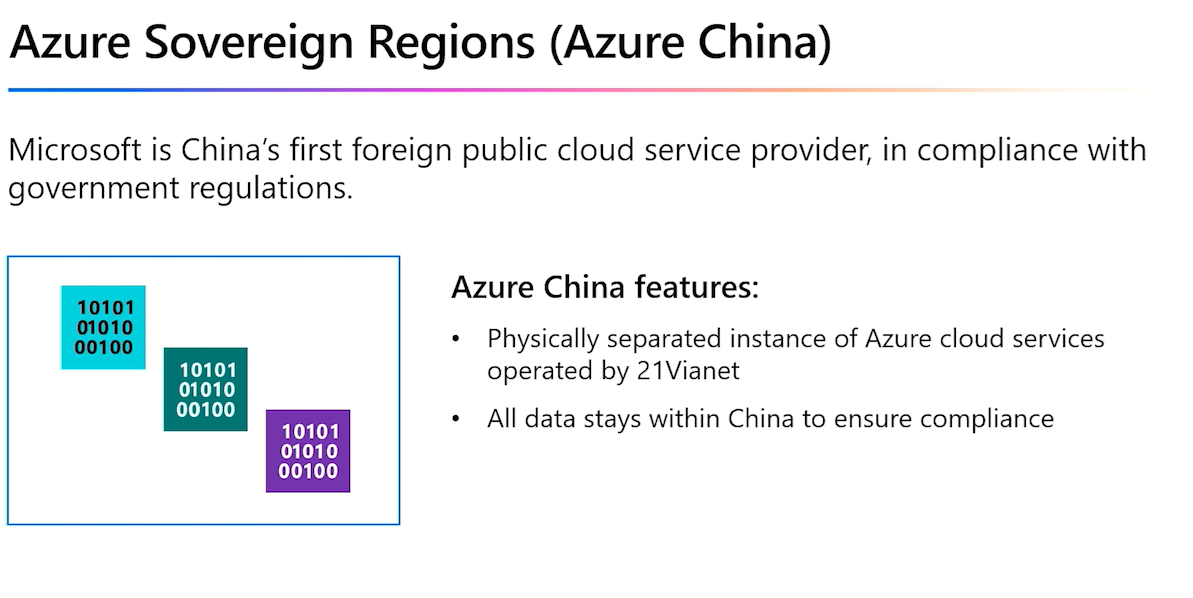 Azure Sovereign Regions (Azure China)
Microsoft is China’s first foreign public cloud service provider, in compliance with
government regulations.
10101
01010
00100
10101
01010
00100
10101
01010
00100
Azure China features:
• Physically separated instance of Azure cloud services
operated by 21Vianet
• All data stays within China to ensure compliance